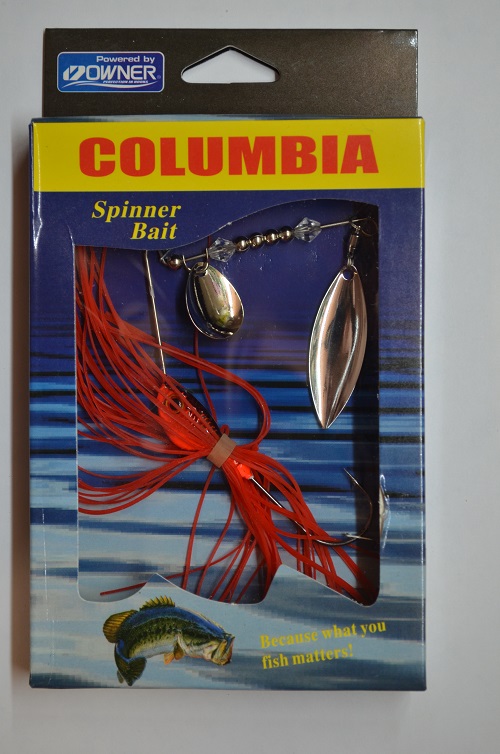 Powered by
OWNER
COLUMBIA
Spinner
Bait
Because what you
fish matters!